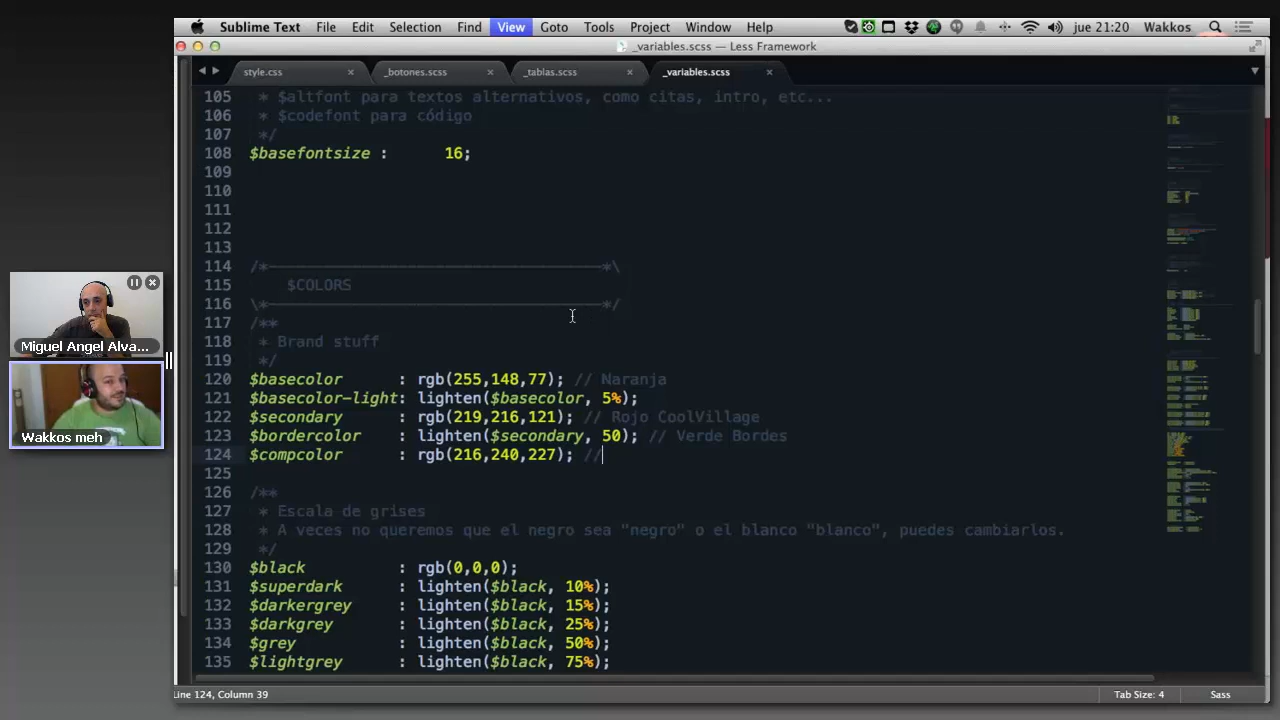 Sublime Text File Edit Selection Find View Goto Tools Project Window Help jue 21:20 Wakkos
_variables.scss — Less Framework
style.css _botones.scss _tablas.scss _variables.scss
105 * $altfont para textos alternativos, como citas, intro, etc...
106 * $codefont para código
107 */
108 $basefontsize : 16;
109
110
111
112
113
114 /*————————————————————————————————————*\
115 $COLORS
116 \*————————————————————————————————————*/
117 /**
118 * Brand stuff
119 */
120 $basecolor : rgb(255,148,77); // Naranja
121 $basecolor-light: lighten($basecolor, 5%);
122 $secondary : rgb(219,216,121); // Rojo CoolVillage
123 $bordercolor : lighten($secondary, 50); // Verde Bordes
124 $compcolor : rgb(216,240,227); //
125
126 /**
127 * Escala de grises
128 * A veces no queremos que el negro sea "negro" o el blanco "blanco", puedes cambiarlos.
129 */
130 $black : rgb(0,0,0);
131 $superdark : lighten($black, 10%);
132 $darkergrey : lighten($black, 15%);
133 $darkgrey : lighten($black, 25%);
134 $grey : lighten($black, 50%);
135 $lightgrey : lighten($black, 75%);
Miguel Angel Alva...
Wakkos meh
Line 124, Column 39 Tab Size: 4 Sass